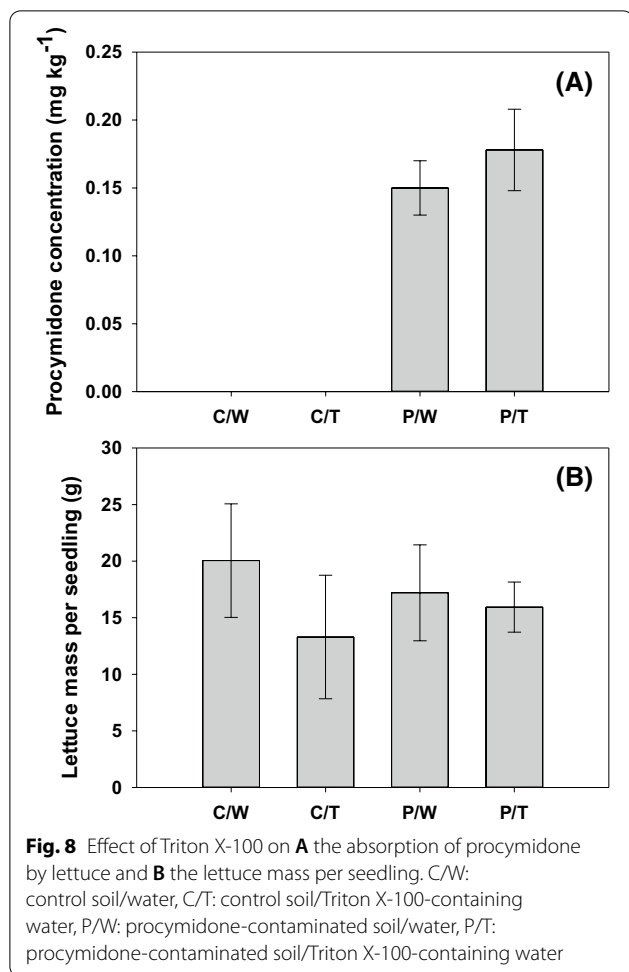 (A)
Procymidone concentration (mg kg⁻¹)
0.25
0.20
0.15
0.10
0.05
0.00
C/W C/T P/W P/T
(B)
Lettuce mass per seedling (g)
30
25
20
15
10
5
0
C/W C/T P/W P/T
Fig. 8 Effect of Triton X-100 on A the absorption of procymidone
by lettuce and B the lettuce mass per seedling. C/W:
control soil/water, C/T: control soil/Triton X-100-containing
water, P/W: procymidone-contaminated soil/water, P/T:
procymidone-contaminated soil/Triton X-100-containing water